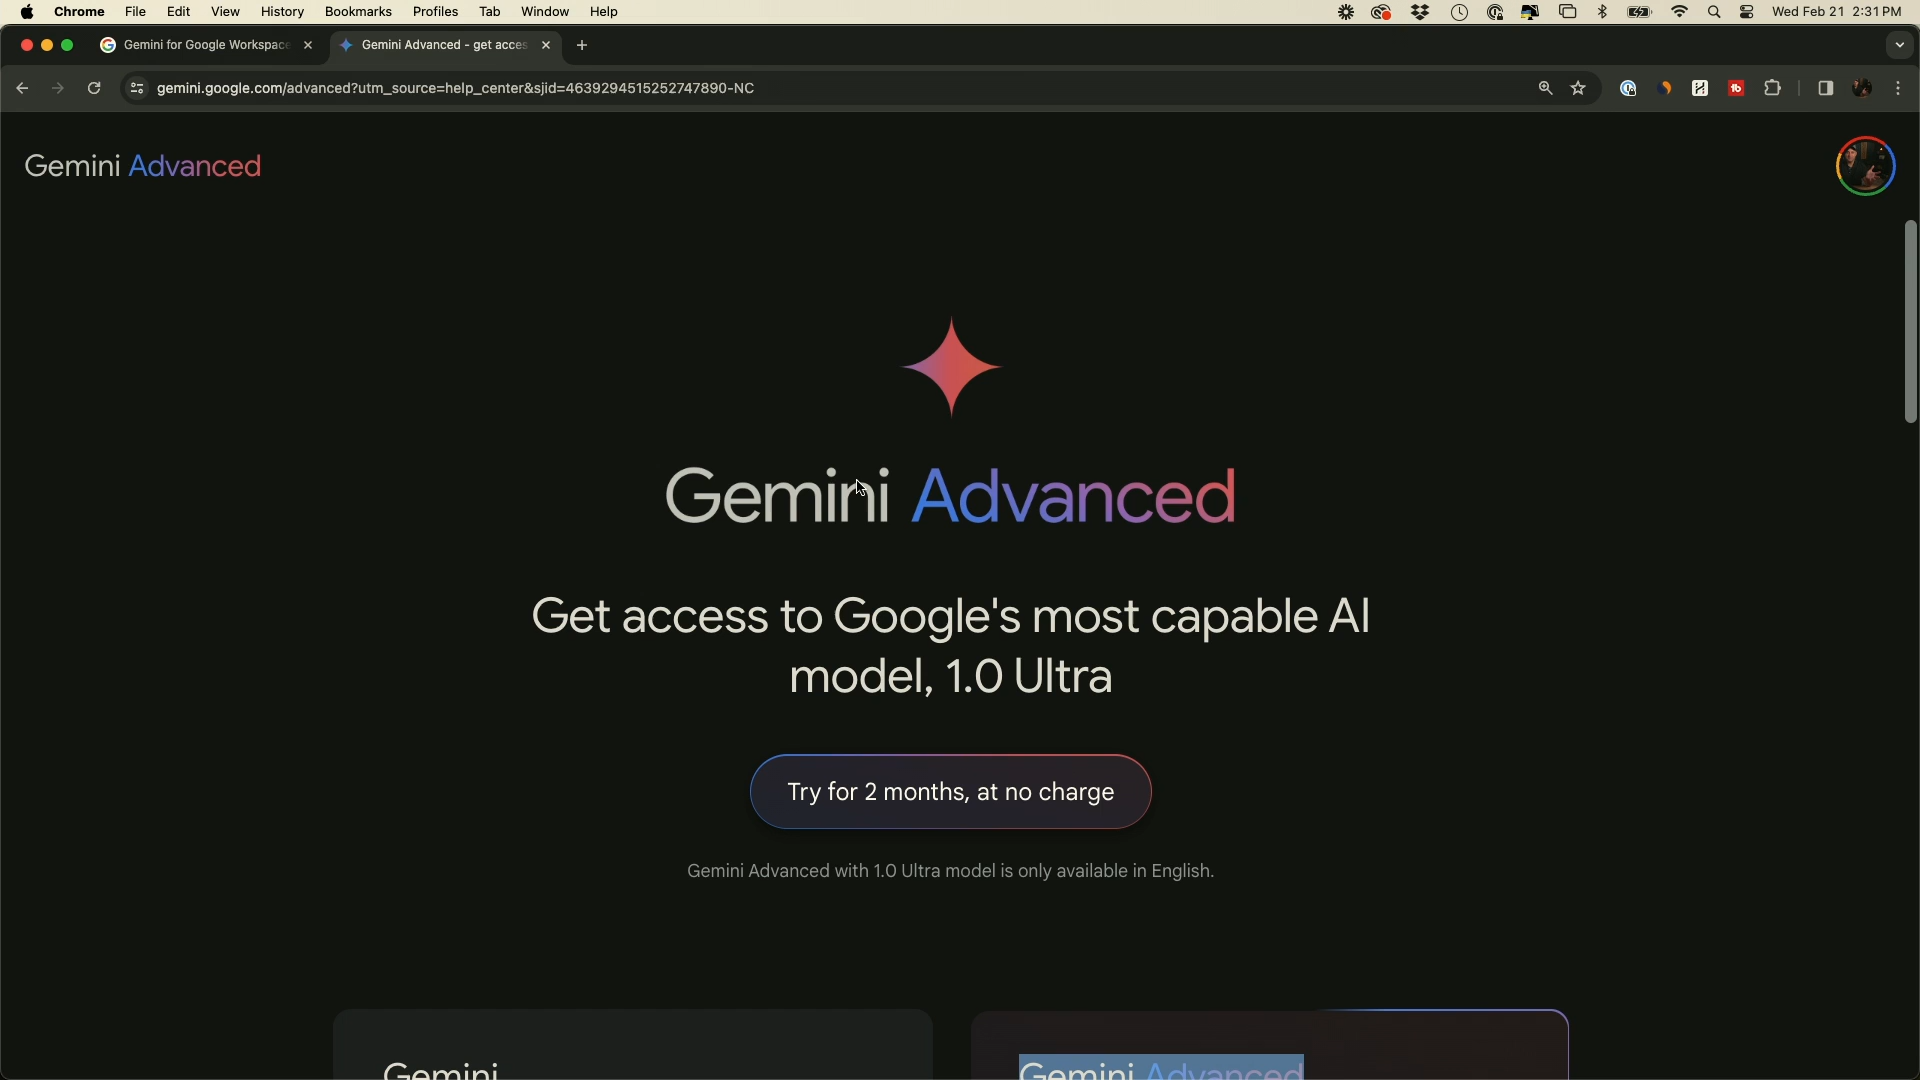 Chrome File Edit View History Bookmarks Profiles Tab Window Help
Wed Feb 21 2:31 PM
Gemini for Google Workspace
Gemini Advanced - get acces
gemini.google.com/advanced?utm_source=help_center&sjid=4639294515252747890-NC
Gemini Advanced
Gemini Advanced
Get access to Google's most capable AI
model, 1.0 Ultra
Try for 2 months, at no charge
Gemini Advanced with 1.0 Ultra model is only available in English.
Gemini
Gemini Advanced